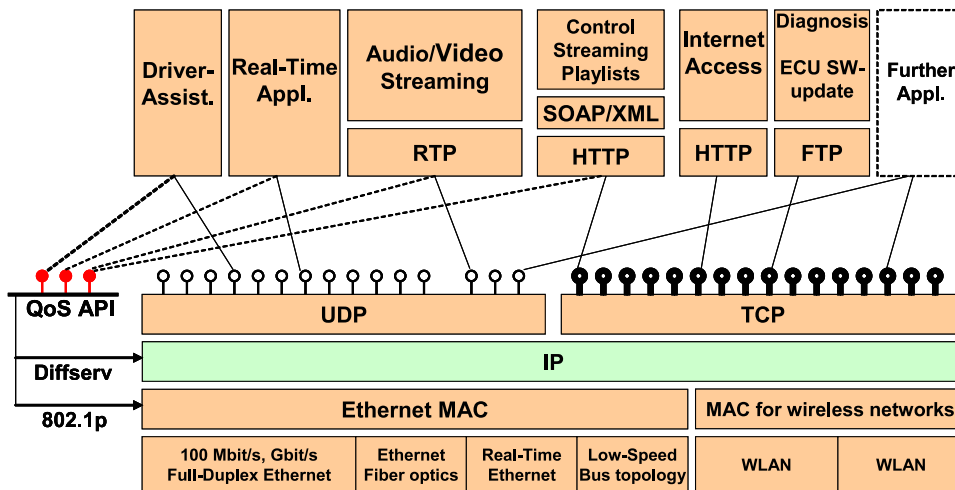 Driver-
Assist.
Real-Time
Appl.
Audio/Video
Streaming
RTP
Control
Streaming
Playlists
SOAP/XML
HTTP
Internet
Access
HTTP
Diagnosis
ECU SW-
update
FTP
Further
Appl.
QoS API
UDP
TCP
Diffserv
IP
802.1p
Ethernet MAC
MAC for wireless networks
100 Mbit/s, Gbit/s
Full-Duplex Ethernet
Ethernet
Fiber optics
Real-Time
Ethernet
Low-Speed
Bus topology
WLAN
WLAN